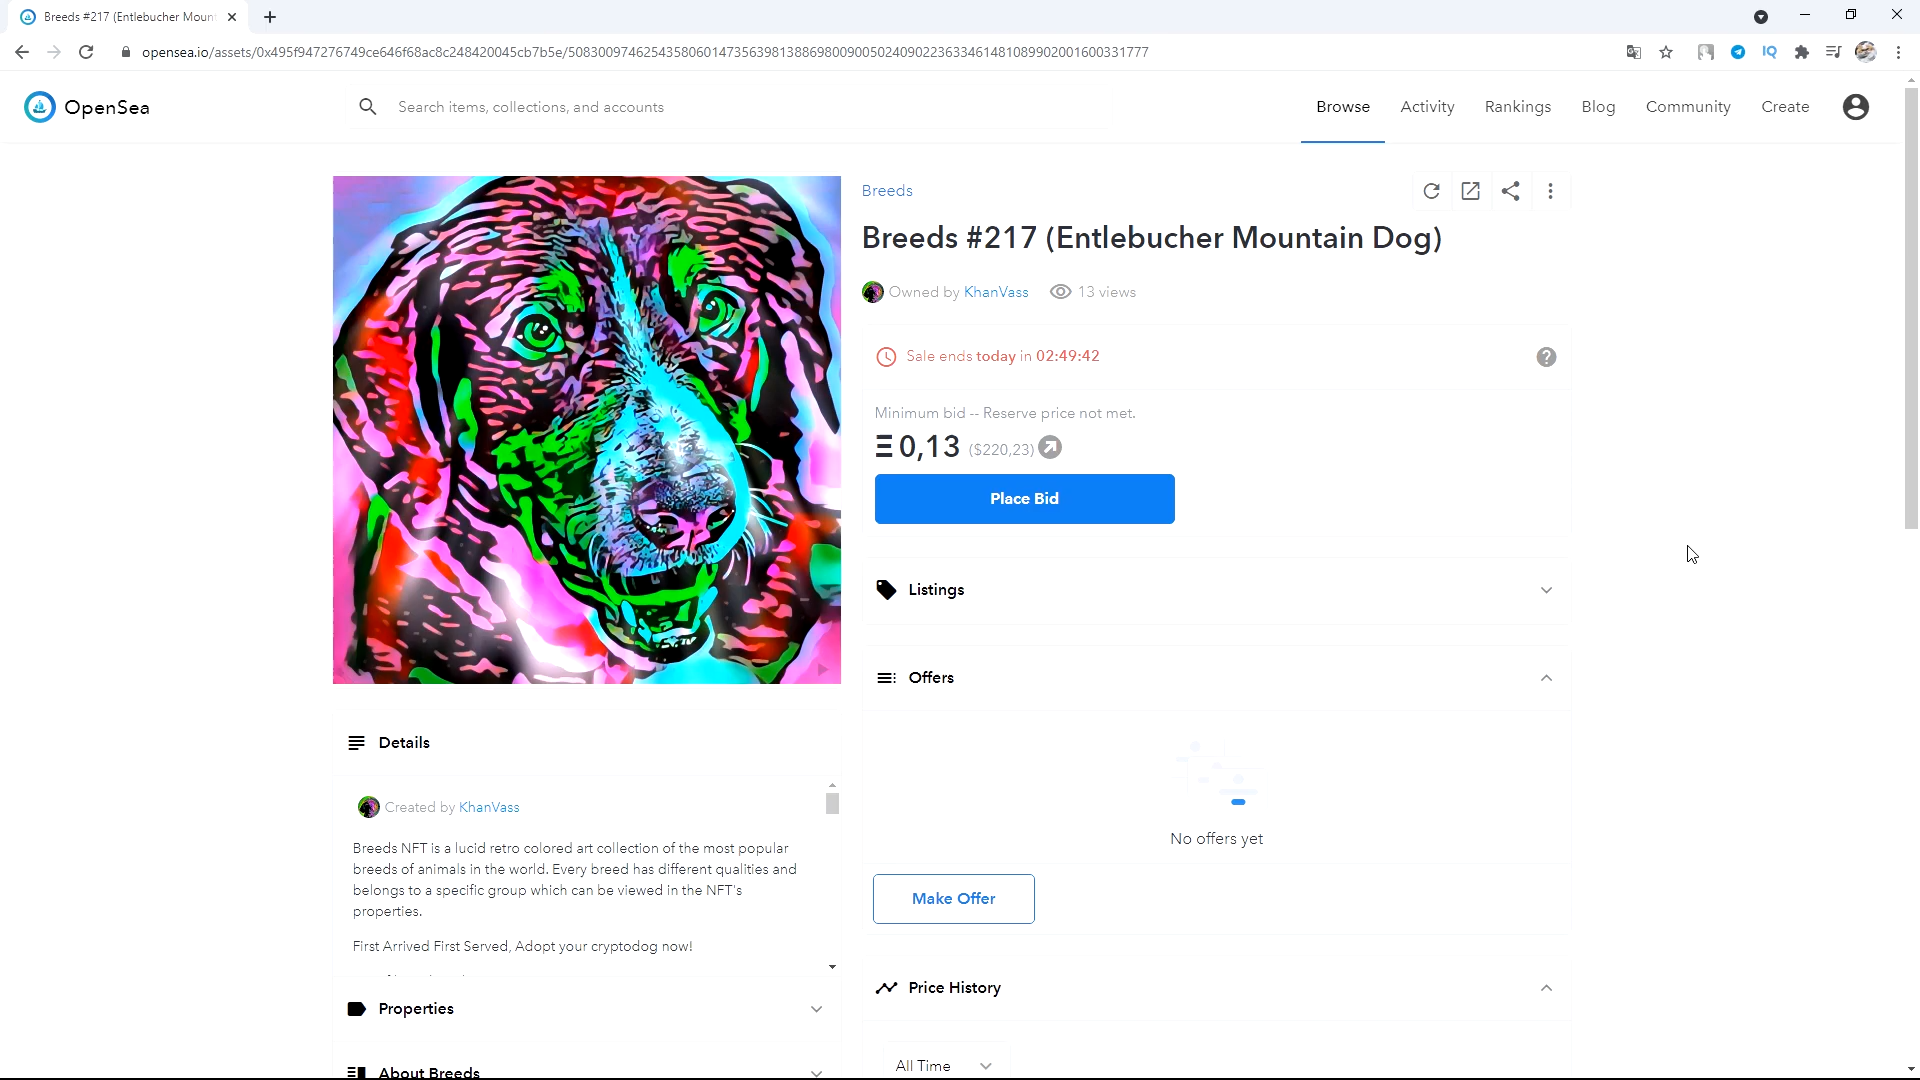 Breeds #217 (Entlebucher Moun
opensea.io/assets/0x495f947276749ce646f68ac8c248420045cb7b5e/50830097462543580601473563981388698009005024090223633461481089902001600331777
IQ
OpenSea
Search items, collections, and accounts
Browse
Activity
Rankings
Blog
Community
Create
Breeds
Breeds #217 (Entlebucher Mountain Dog)
Owned by KhanVass
13 views
Sale ends today in 02:49:42
Minimum bid -- Reserve price not met.
0,13 ($220,23)
Place Bid
Listings
Offers
No offers yet
Make Offer
Price History
All Time
Details
Created by KhanVass
Breeds NFT is a lucid retro colored art collection of the most popular
breeds of animals in the world. Every breed has different qualities and
belongs to a specific group which can be viewed in the NFT's
properties.
First Arrived First Served, Adopt your cryptodog now!
Properties
About Breeds